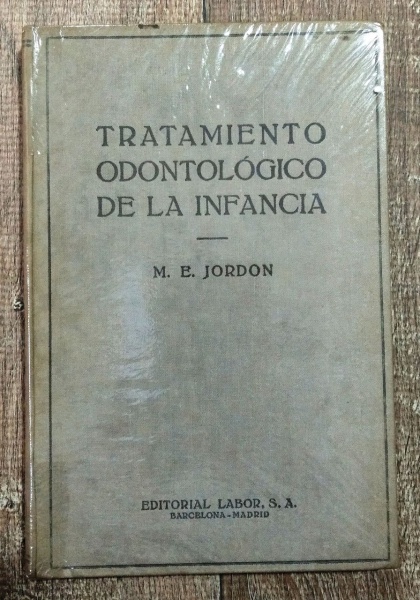 TRATAMIENTO
ODONTOLÓGICO
DE LA INFANCIA
M. E. JORDON
EDITORIAL LABOR, S. A.
BARCELONA-MADRID